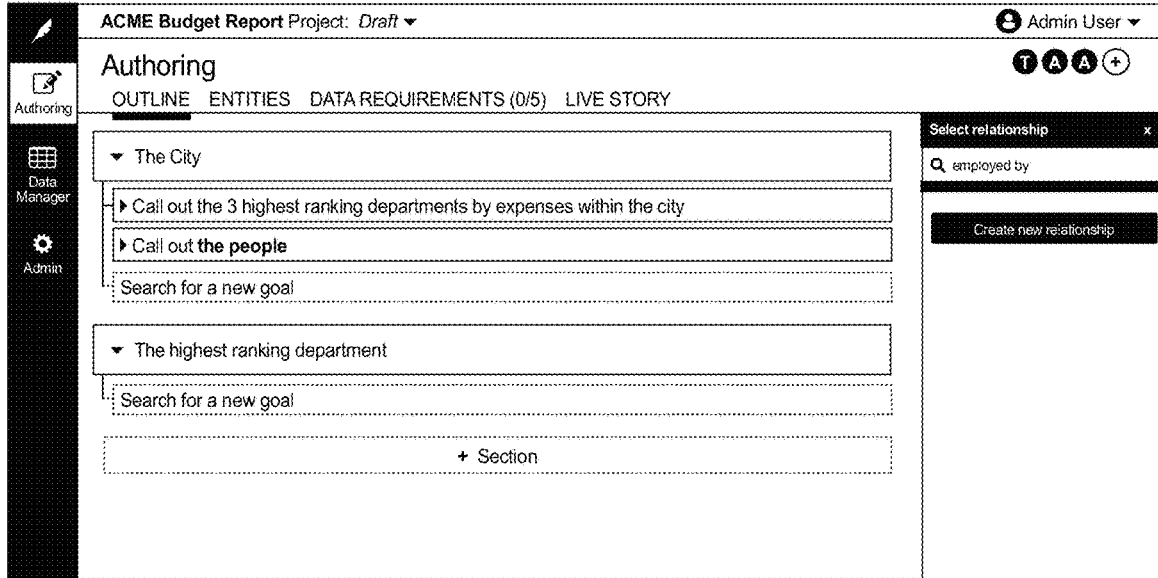 ACME Budget Report Project: Draft
Admin User
Authoring
T A A +
OUTLINE ENTITIES DATA REQUIREMENTS (0/5) LIVE STORY
Authoring
Data
Manager
Admin
The City
Call out the 3 highest ranking departments by expenses within the city
Call out the people
Search for a new goal
The highest ranking department
Search for a new goal
+ Section
Select relationship x
employed by
Create new relationship